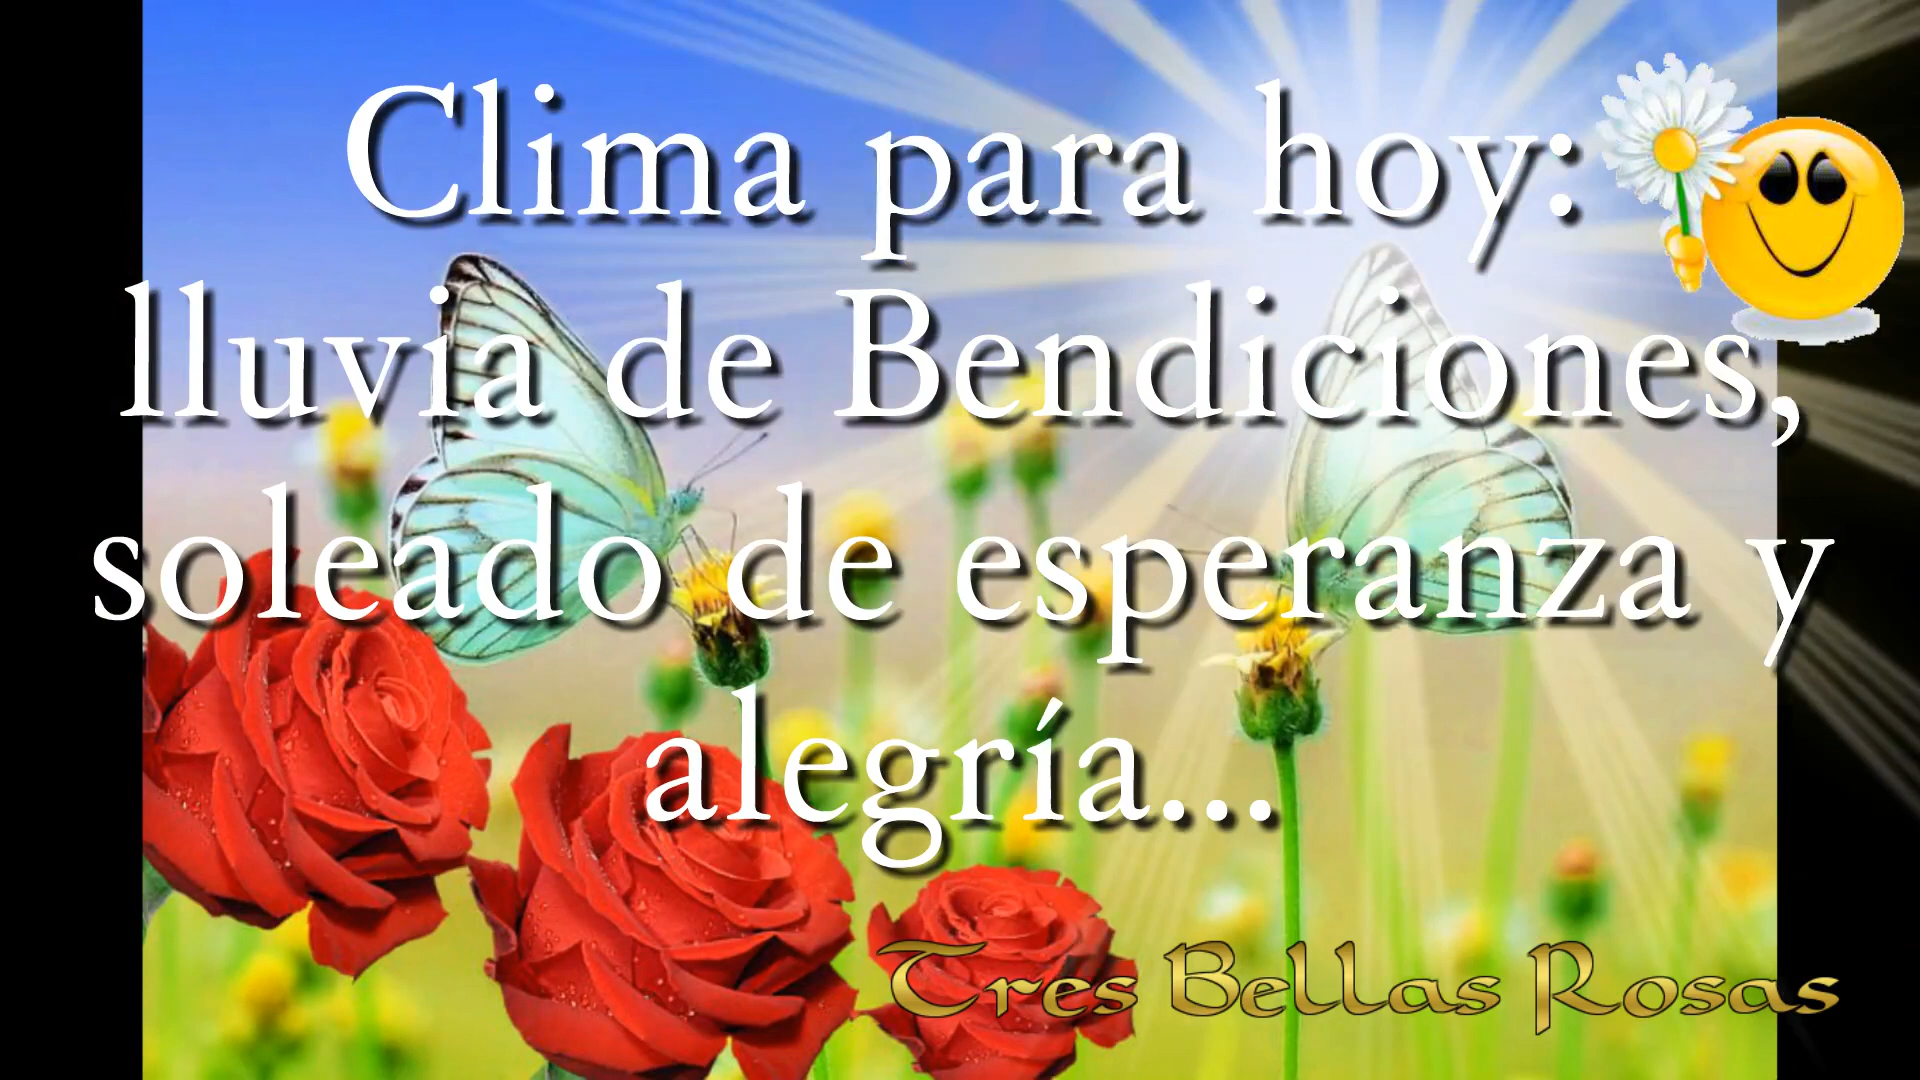 Clima para hoy:
lluvia de Bendiciones,
soleado de esperanza y
alegría...
Tres Bellas Rosas